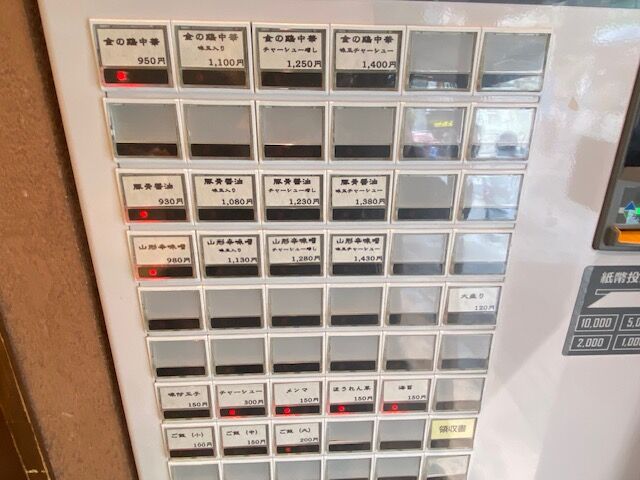 金の鶏中華
950円
金の鶏中華
味玉入り
1,100円
金の鶏中華
チャーシュー増し
1,250円
金の鶏中華
味玉チャーシュー
1,400円
豚骨醤油
930円
豚骨醤油
味玉入り
1,080円
豚骨醤油
チャーシュー増し
1,230円
豚骨醤油
味玉チャーシュー
1,380円
山形辛味噌
980円
山形辛味噌
味玉入り
1,130円
山形辛味噌
チャーシュー増し
1,280円
山形辛味噌
味玉チャーシュー
1,430円
大盛り
120円
味付玉子
150円
チャーシュー
300円
メンマ
150円
ほうれん草
150円
海苔
150円
ご飯(小)
100円
ご飯(中)
150円
ご飯(大)
200円
領収書
紙幣投
10,000
2,000